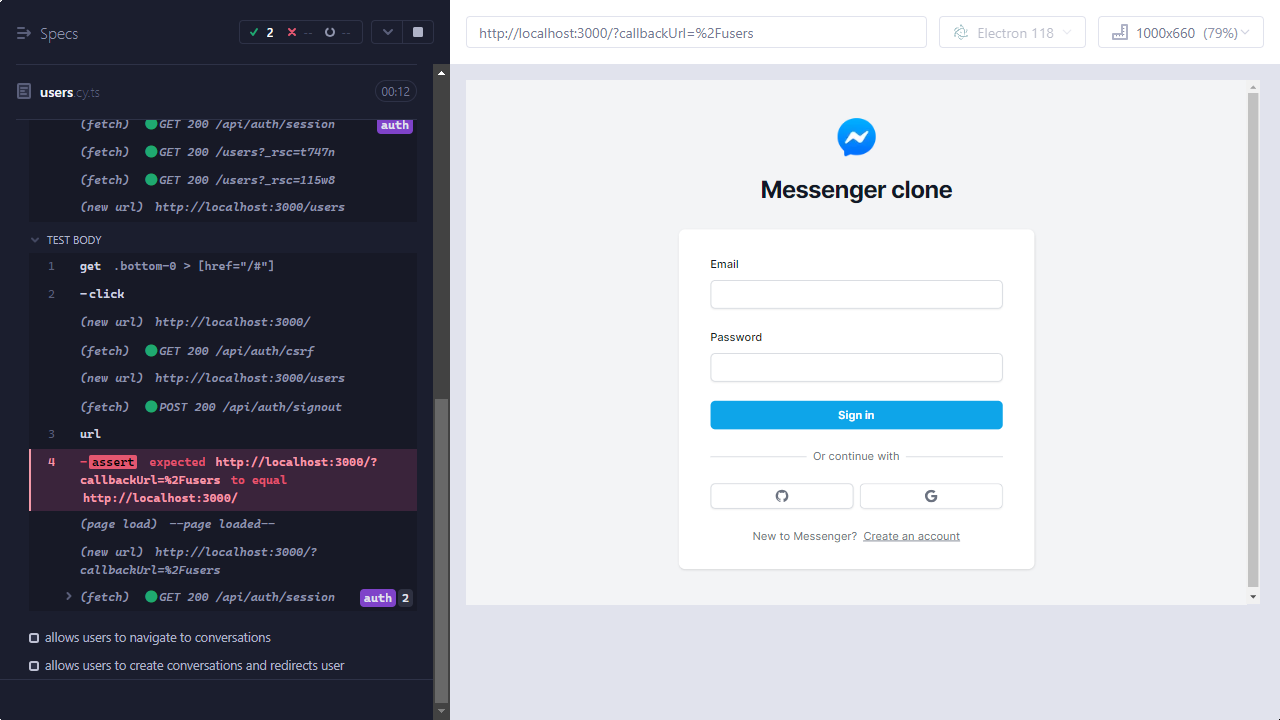 Specs
2
--
--
http://localhost:3000/?callbackUrl=%2Fusers
Electron 118
1000x660 (79%)
users.cy.ts
00:12
(fetch) GET 200 /api/auth/session auth
(fetch) GET 200 /users?_rsc=t747n
(fetch) GET 200 /users?_rsc=115w8
(new url) http://localhost:3000/users
TEST BODY
1 get .bottom-0 > [href="/#"]
2 -click
(new url) http://localhost:3000/
(fetch) GET 200 /api/auth/csrf
(new url) http://localhost:3000/users
(fetch) POST 200 /api/auth/signout
3 url
4 -assert expected http://localhost:3000/?
callbackUrl=%2Fusers to equal
http://localhost:3000/
(page load) --page loaded--
(new url) http://localhost:3000/?
callbackUrl=%2Fusers
(fetch) GET 200 /api/auth/session auth 2
allows users to navigate to conversations
allows users to create conversations and redirects user
Messenger clone
Email
Password
Sign in
Or continue with
G
New to Messenger? Create an account